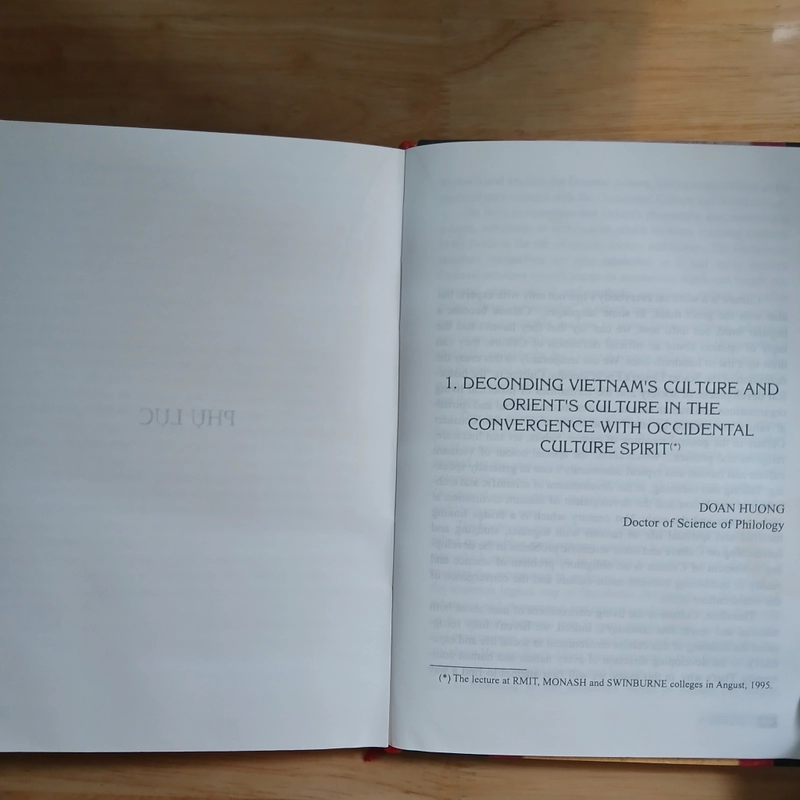 PHỤ LỤC
1. DECONDING VIETNAM'S CULTURE AND
ORIENT'S CULTURE IN THE
CONVERGENCE WITH OCCIDENTAL
CULTURE SPIRIT(*)
DOAN HUONG
Doctor of Science of Philology
(*) The lecture at RMIT, MONASH and SWINBURNE colleges in Angust, 1995.